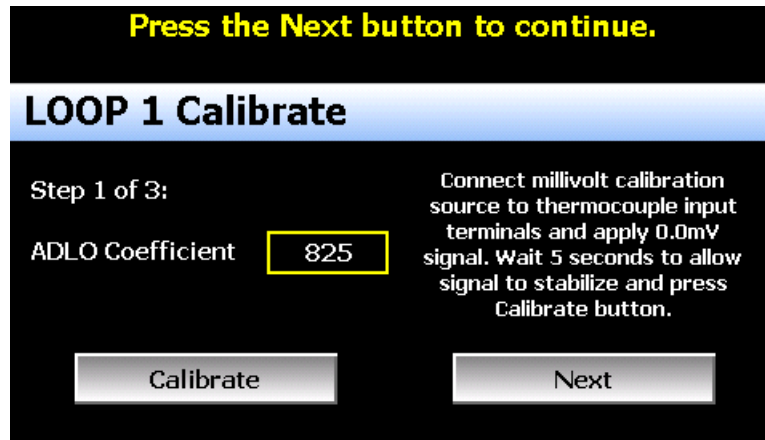 Press the Next button to continue.
LOOP 1 Calibrate
Step 1 of 3:
ADLO Coefficient 825
Connect millivolt calibration
source to thermocouple input
terminals and apply 0.0mV
signal. Wait 5 seconds to allow
signal to stabilize and press
Calibrate button.
Calibrate
Next